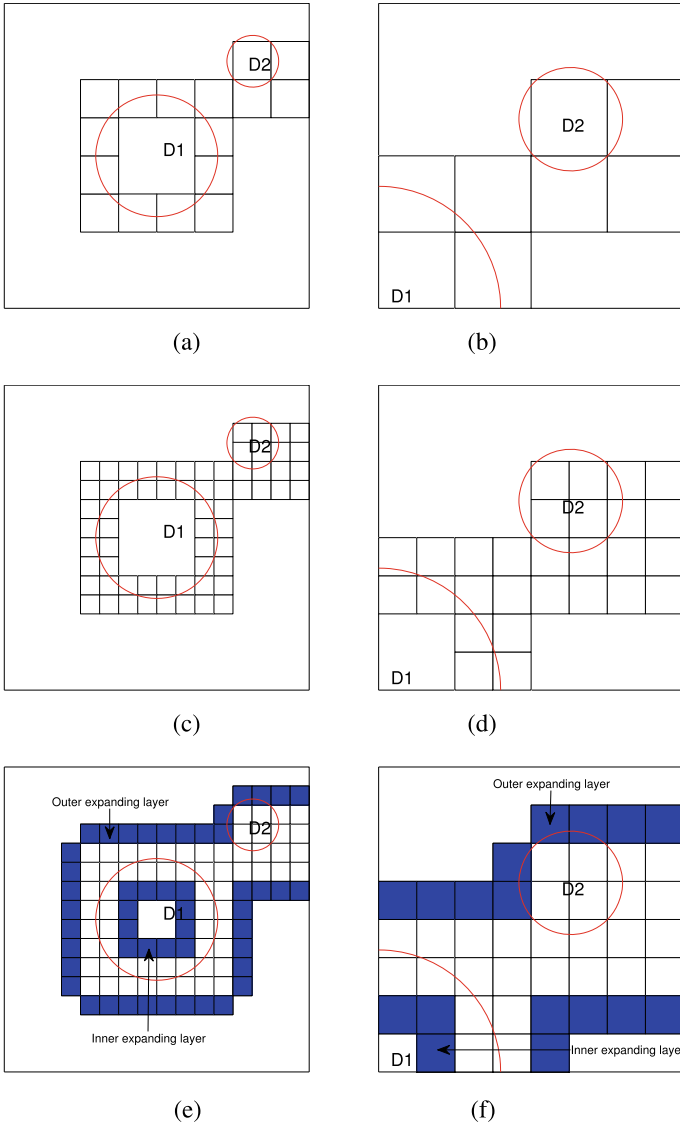 D2
D1
D2
D1
(a)
(b)
D2
D1
D2
D1
(c)
(d)
Outer expanding layer
D2
D1
Inner expanding layer
Outer expanding layer
D2
D1
Inner expanding laye
(e)
(f)